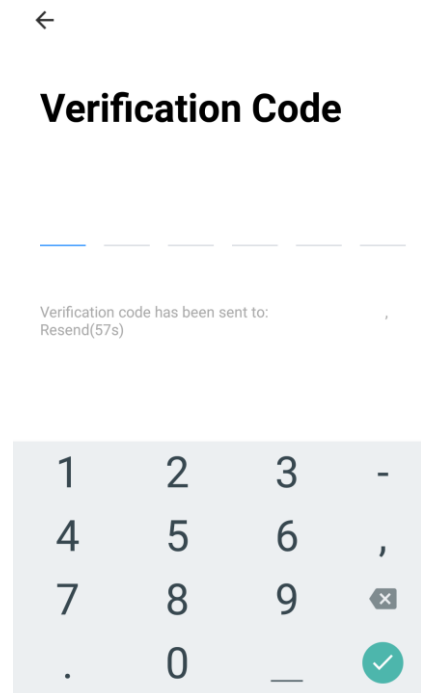 Verification Code
Verification code has been sent to: ,
Resend(57s)
1 2 3 -
4 5 6 ,
7 8 9
. 0 _